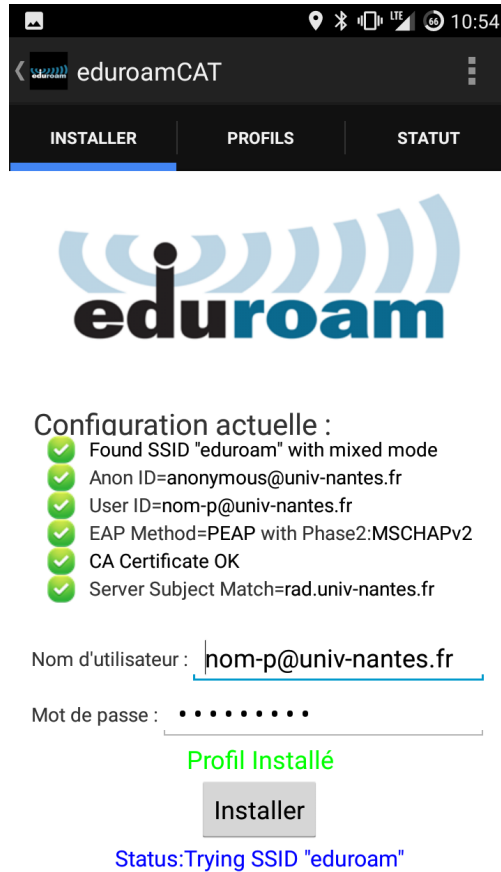 LTE 66 10:54
eduroam eduroamCAT
INSTALLER PROFILS STATUT
eduroam
Configuration actuelle :
Found SSID "eduroam" with mixed mode
Anon ID=anonymous@univ-nantes.fr
User ID=nom-p@univ-nantes.fr
EAP Method=PEAP with Phase2:MSCHAPv2
CA Certificate OK
Server Subject Match=rad.univ-nantes.fr
Nom d'utilisateur : nom-p@univ-nantes.fr
Mot de passe : •••••••••
Profil Installé
Installer
Status:Trying SSID "eduroam"